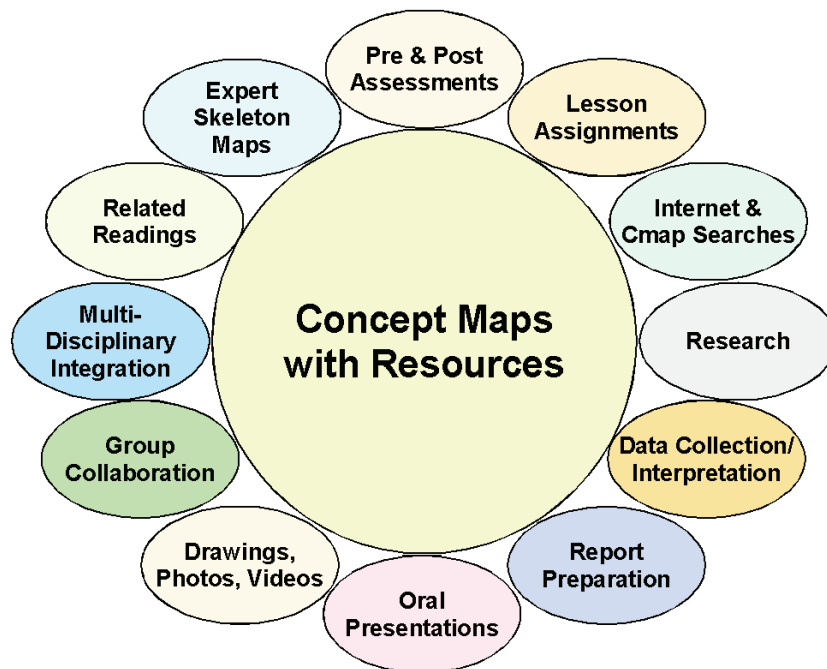 Pre & Post
Assessments
Lesson
Assignments
Internet &
Cmap Searches
Research
Data Collection/
Interpretation
Report
Preparation
Oral
Presentations
Drawings,
Photos, Videos
Group
Collaboration
Multi-
Disciplinary
Integration
Related
Readings
Expert
Skeleton
Maps
Concept Maps
with Resources